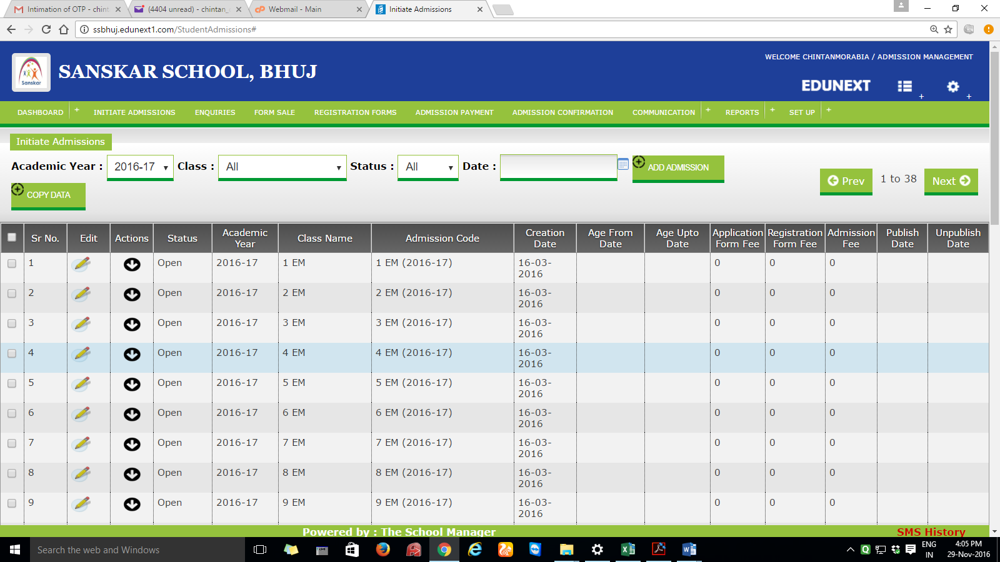 Intimation of OTP - chint
(4404 unread) - chintan_
Webmail - Main
Initiate Admissions
ssbhuj.edunext1.com/StudentAdmissions#
Sanskar
SANSKAR SCHOOL, BHUJ
WELCOME CHINTANMORABIA / ADMISSION MANAGEMENT
EDUNEXT
DASHBOARD + INITIATE ADMISSIONS ENQUIRIES FORM SALE REGISTRATION FORMS ADMISSION PAYMENT ADMISSION CONFIRMATION COMMUNICATION + REPORTS + SET UP +
Initiate Admissions
Academic Year : 2016-17 Class : All Status : All Date : ADD ADMISSION
Prev 1 to 38 Next
COPY DATA
Sr No. Edit Actions Status Academic Year Class Name Admission Code Creation Date Age From Date Age Upto Date Application Form Fee Registration Form Fee Admission Fee Publish Date Unpublish Date
1 Open 2016-17 1 EM 1 EM (2016-17) 16-03-2016 0 0 0
2 Open 2016-17 2 EM 2 EM (2016-17) 16-03-2016 0 0 0
3 Open 2016-17 3 EM 3 EM (2016-17) 16-03-2016 0 0 0
4 Open 2016-17 4 EM 4 EM (2016-17) 16-03-2016 0 0 0
5 Open 2016-17 5 EM 5 EM (2016-17) 16-03-2016 0 0 0
6 Open 2016-17 6 EM 6 EM (2016-17) 16-03-2016 0 0 0
7 Open 2016-17 7 EM 7 EM (2016-17) 16-03-2016 0 0 0
8 Open 2016-17 8 EM 8 EM (2016-17) 16-03-2016 0 0 0
9 Open 2016-17 9 EM 9 EM (2016-17) 16-03-2016 0 0 0
Powered by : The School Manager
SMS History
Search the web and Windows
ENG
IN
4:05 PM
29-Nov-2016